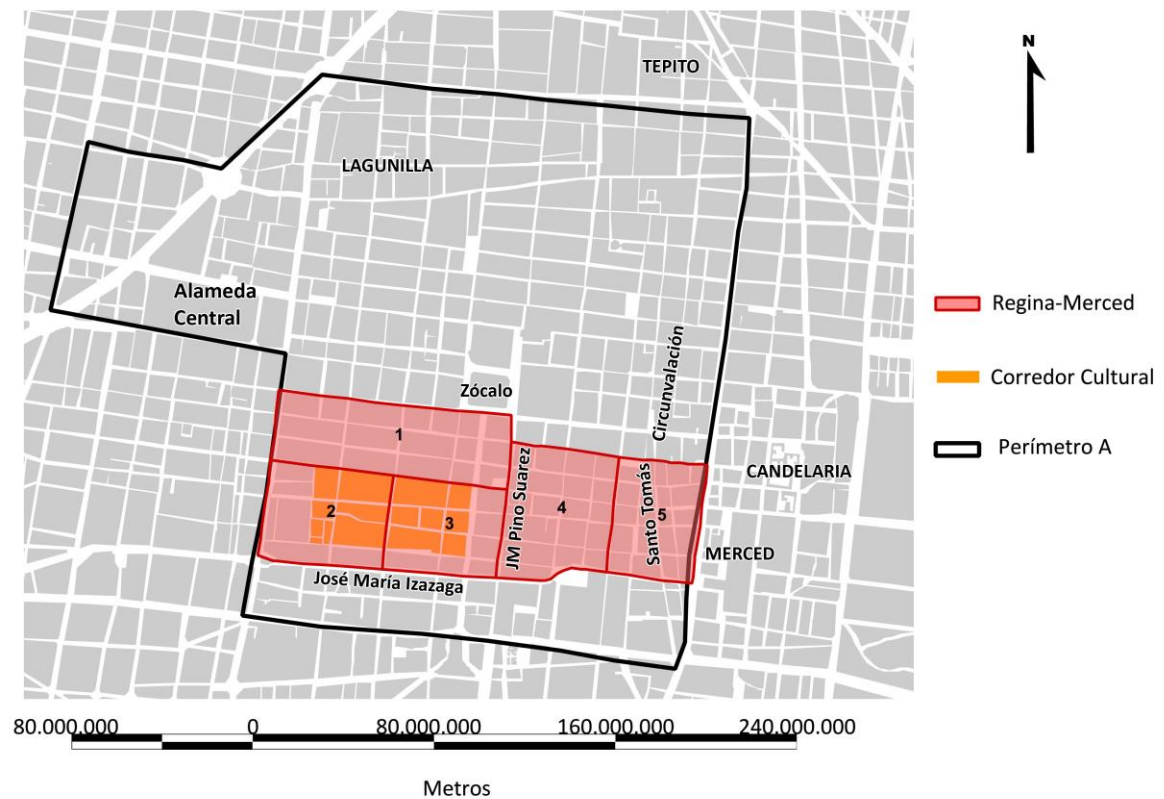 TEPITO
N
LAGUNILLA
Alameda
Central
Circunvalación
Zócalo
1
JM Pino Suarez
Santo Tomás
CANDELARIA
2
3
4
5
MERCED
José María Izazaga
Regina-Merced
Corredor Cultural
Perímetro A
80.000.000 0 80.000.000 160.000.000 240.000.000
Metros